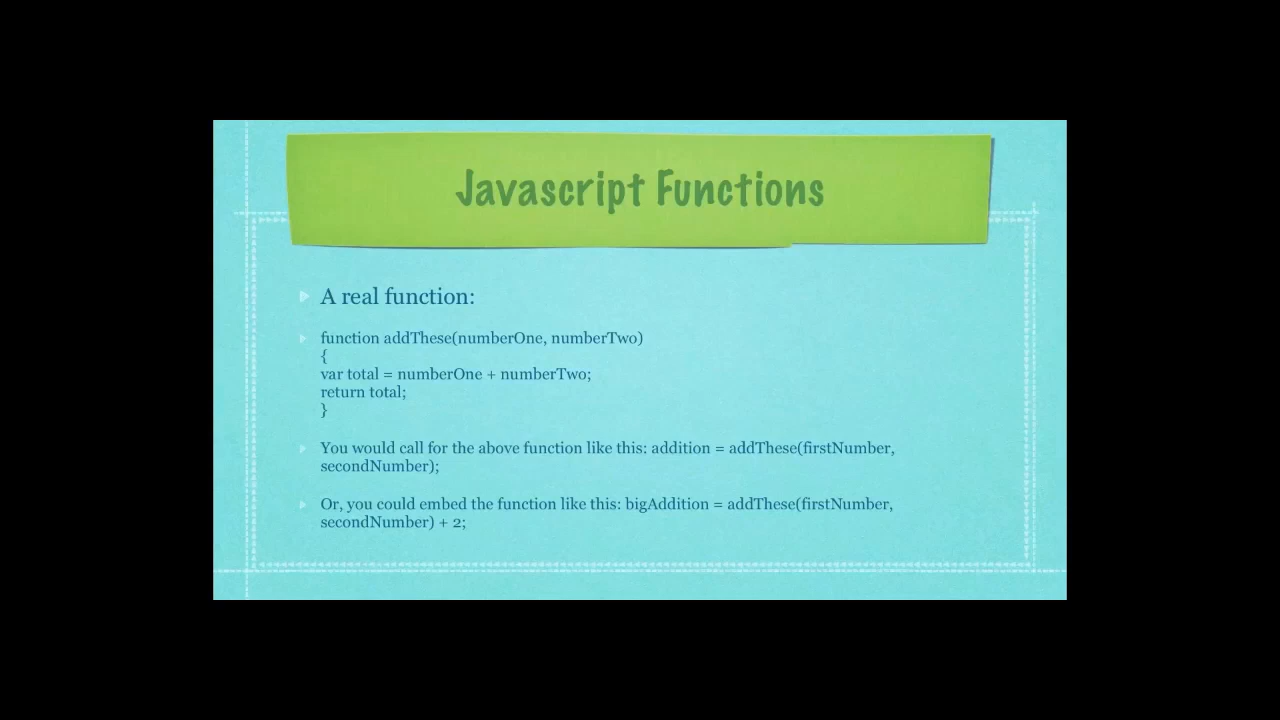 Javascript Functions
A real function:
function addThese(numberOne, numberTwo)
{
var total = numberOne + numberTwo;
return total;
}
You would call for the above function like this: addition = addThese(firstNumber,
secondNumber);
Or, you could embed the function like this: bigAddition = addThese(firstNumber,
secondNumber) + 2;